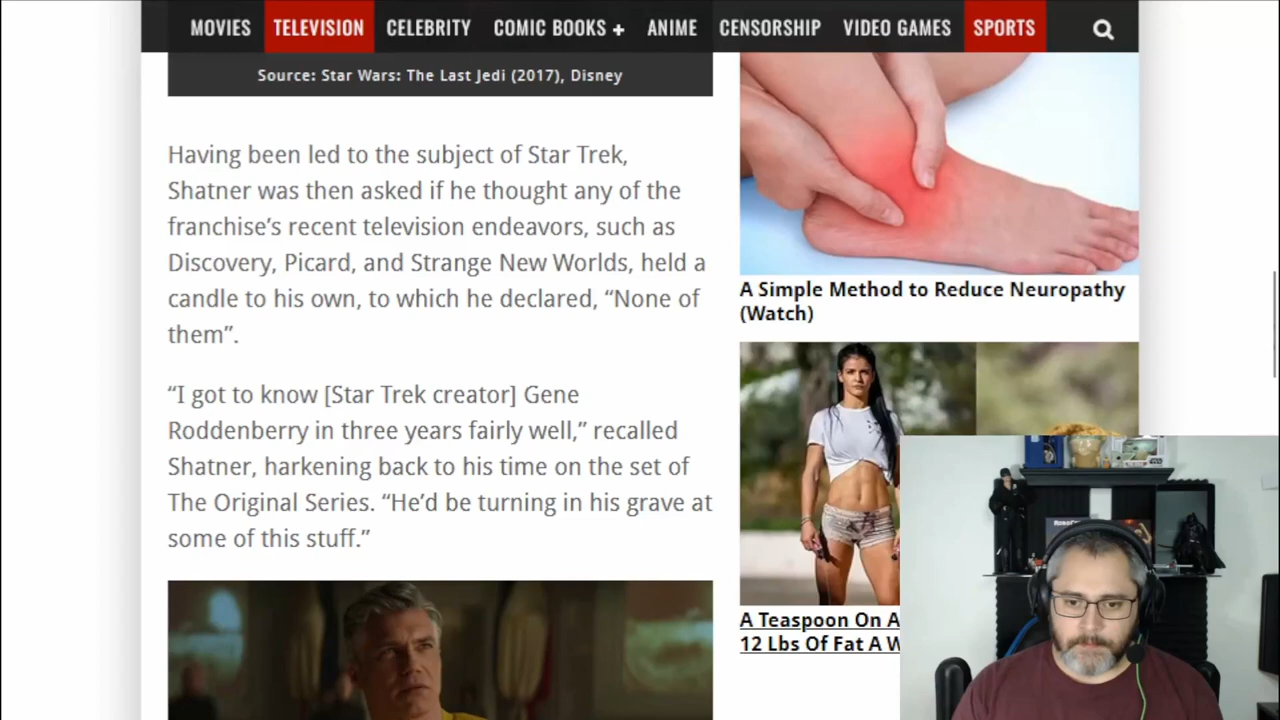 MOVIES TELEVISION CELEBRITY COMIC BOOKS + ANIME CENSORSHIP VIDEO GAMES SPORTS
Source: Star Wars: The Last Jedi (2017), Disney
Having been led to the subject of Star Trek,
Shatner was then asked if he thought any of the
franchise’s recent television endeavors, such as
Discovery, Picard, and Strange New Worlds, held a
candle to his own, to which he declared, “None of
them”.
“I got to know [Star Trek creator] Gene
Roddenberry in three years fairly well,” recalled
Shatner, harkening back to his time on the set of
The Original Series. “He’d be turning in his grave at
some of this stuff.”
A Simple Method to Reduce Neuropathy
(Watch)
A Teaspoon On A
12 Lbs Of Fat A W